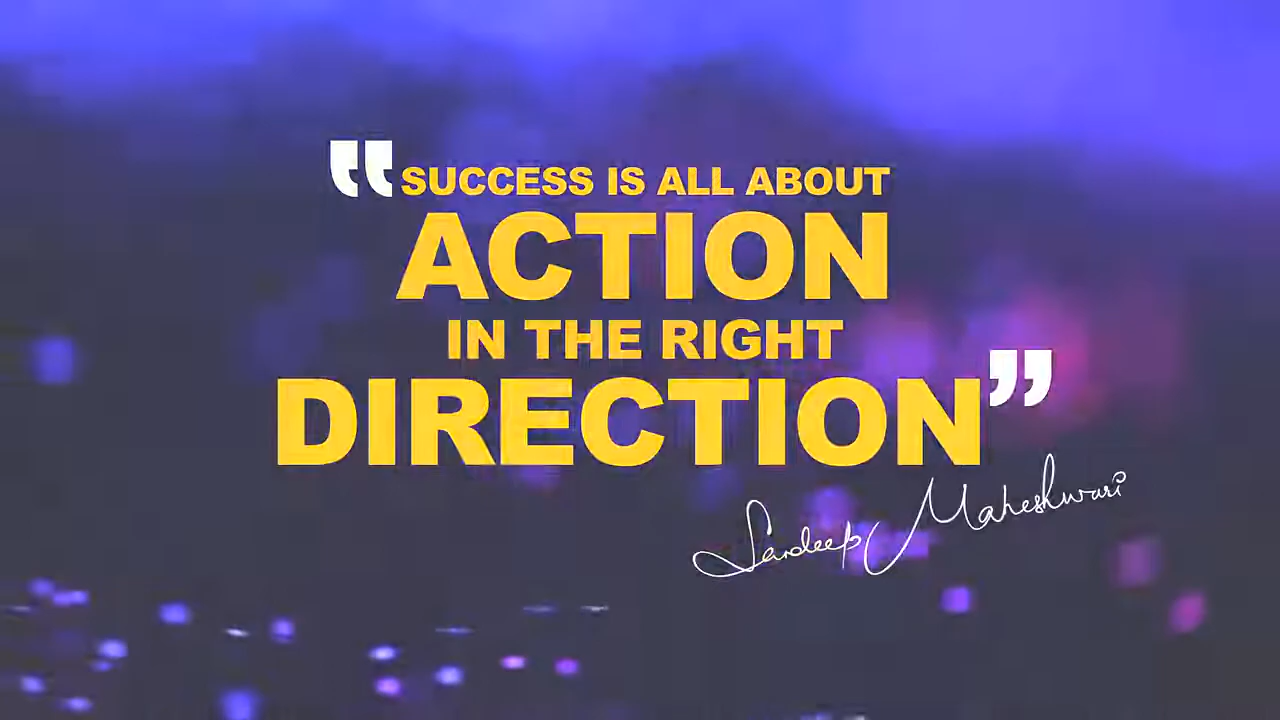 “SUCCESS IS ALL ABOUT
ACTION
IN THE RIGHT
DIRECTION”
Sandeep Maheshwari